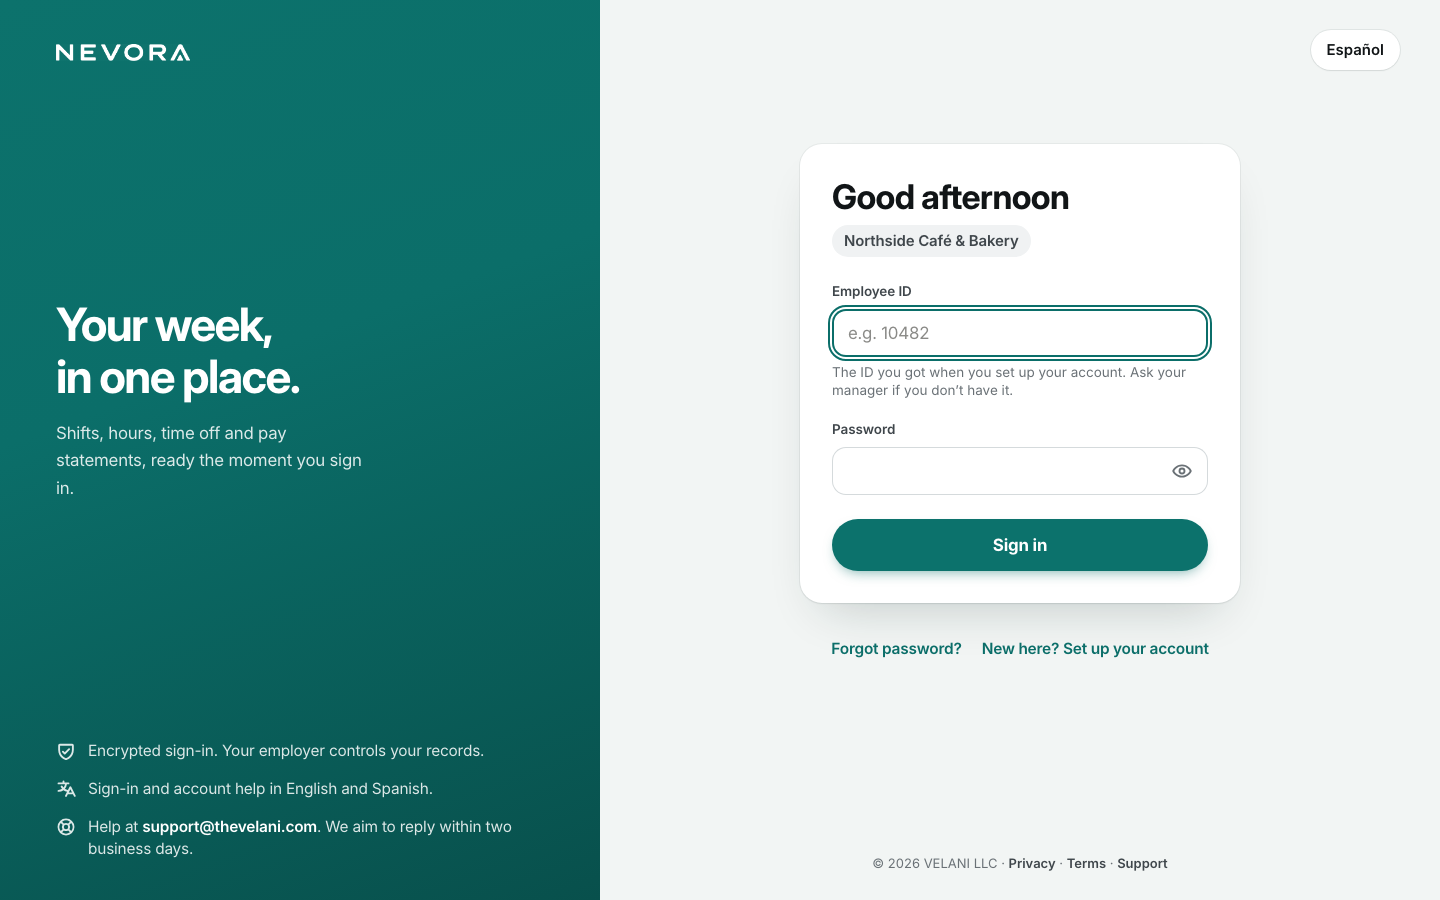 NEVORA
Your week,
in one place.
Shifts, hours, time off and pay
statements, ready the moment you sign
in.
Encrypted sign-in. Your employer controls your records.
Sign-in and account help in English and Spanish.
Help at support@thevelani.com. We aim to reply within two
business days.
Español
Good afternoon
Northside Café & Bakery
Employee ID
e.g. 10482
The ID you got when you set up your account. Ask your
manager if you don’t have it.
Password
Sign in
Forgot password? New here? Set up your account
© 2026 VELANI LLC · Privacy · Terms · Support